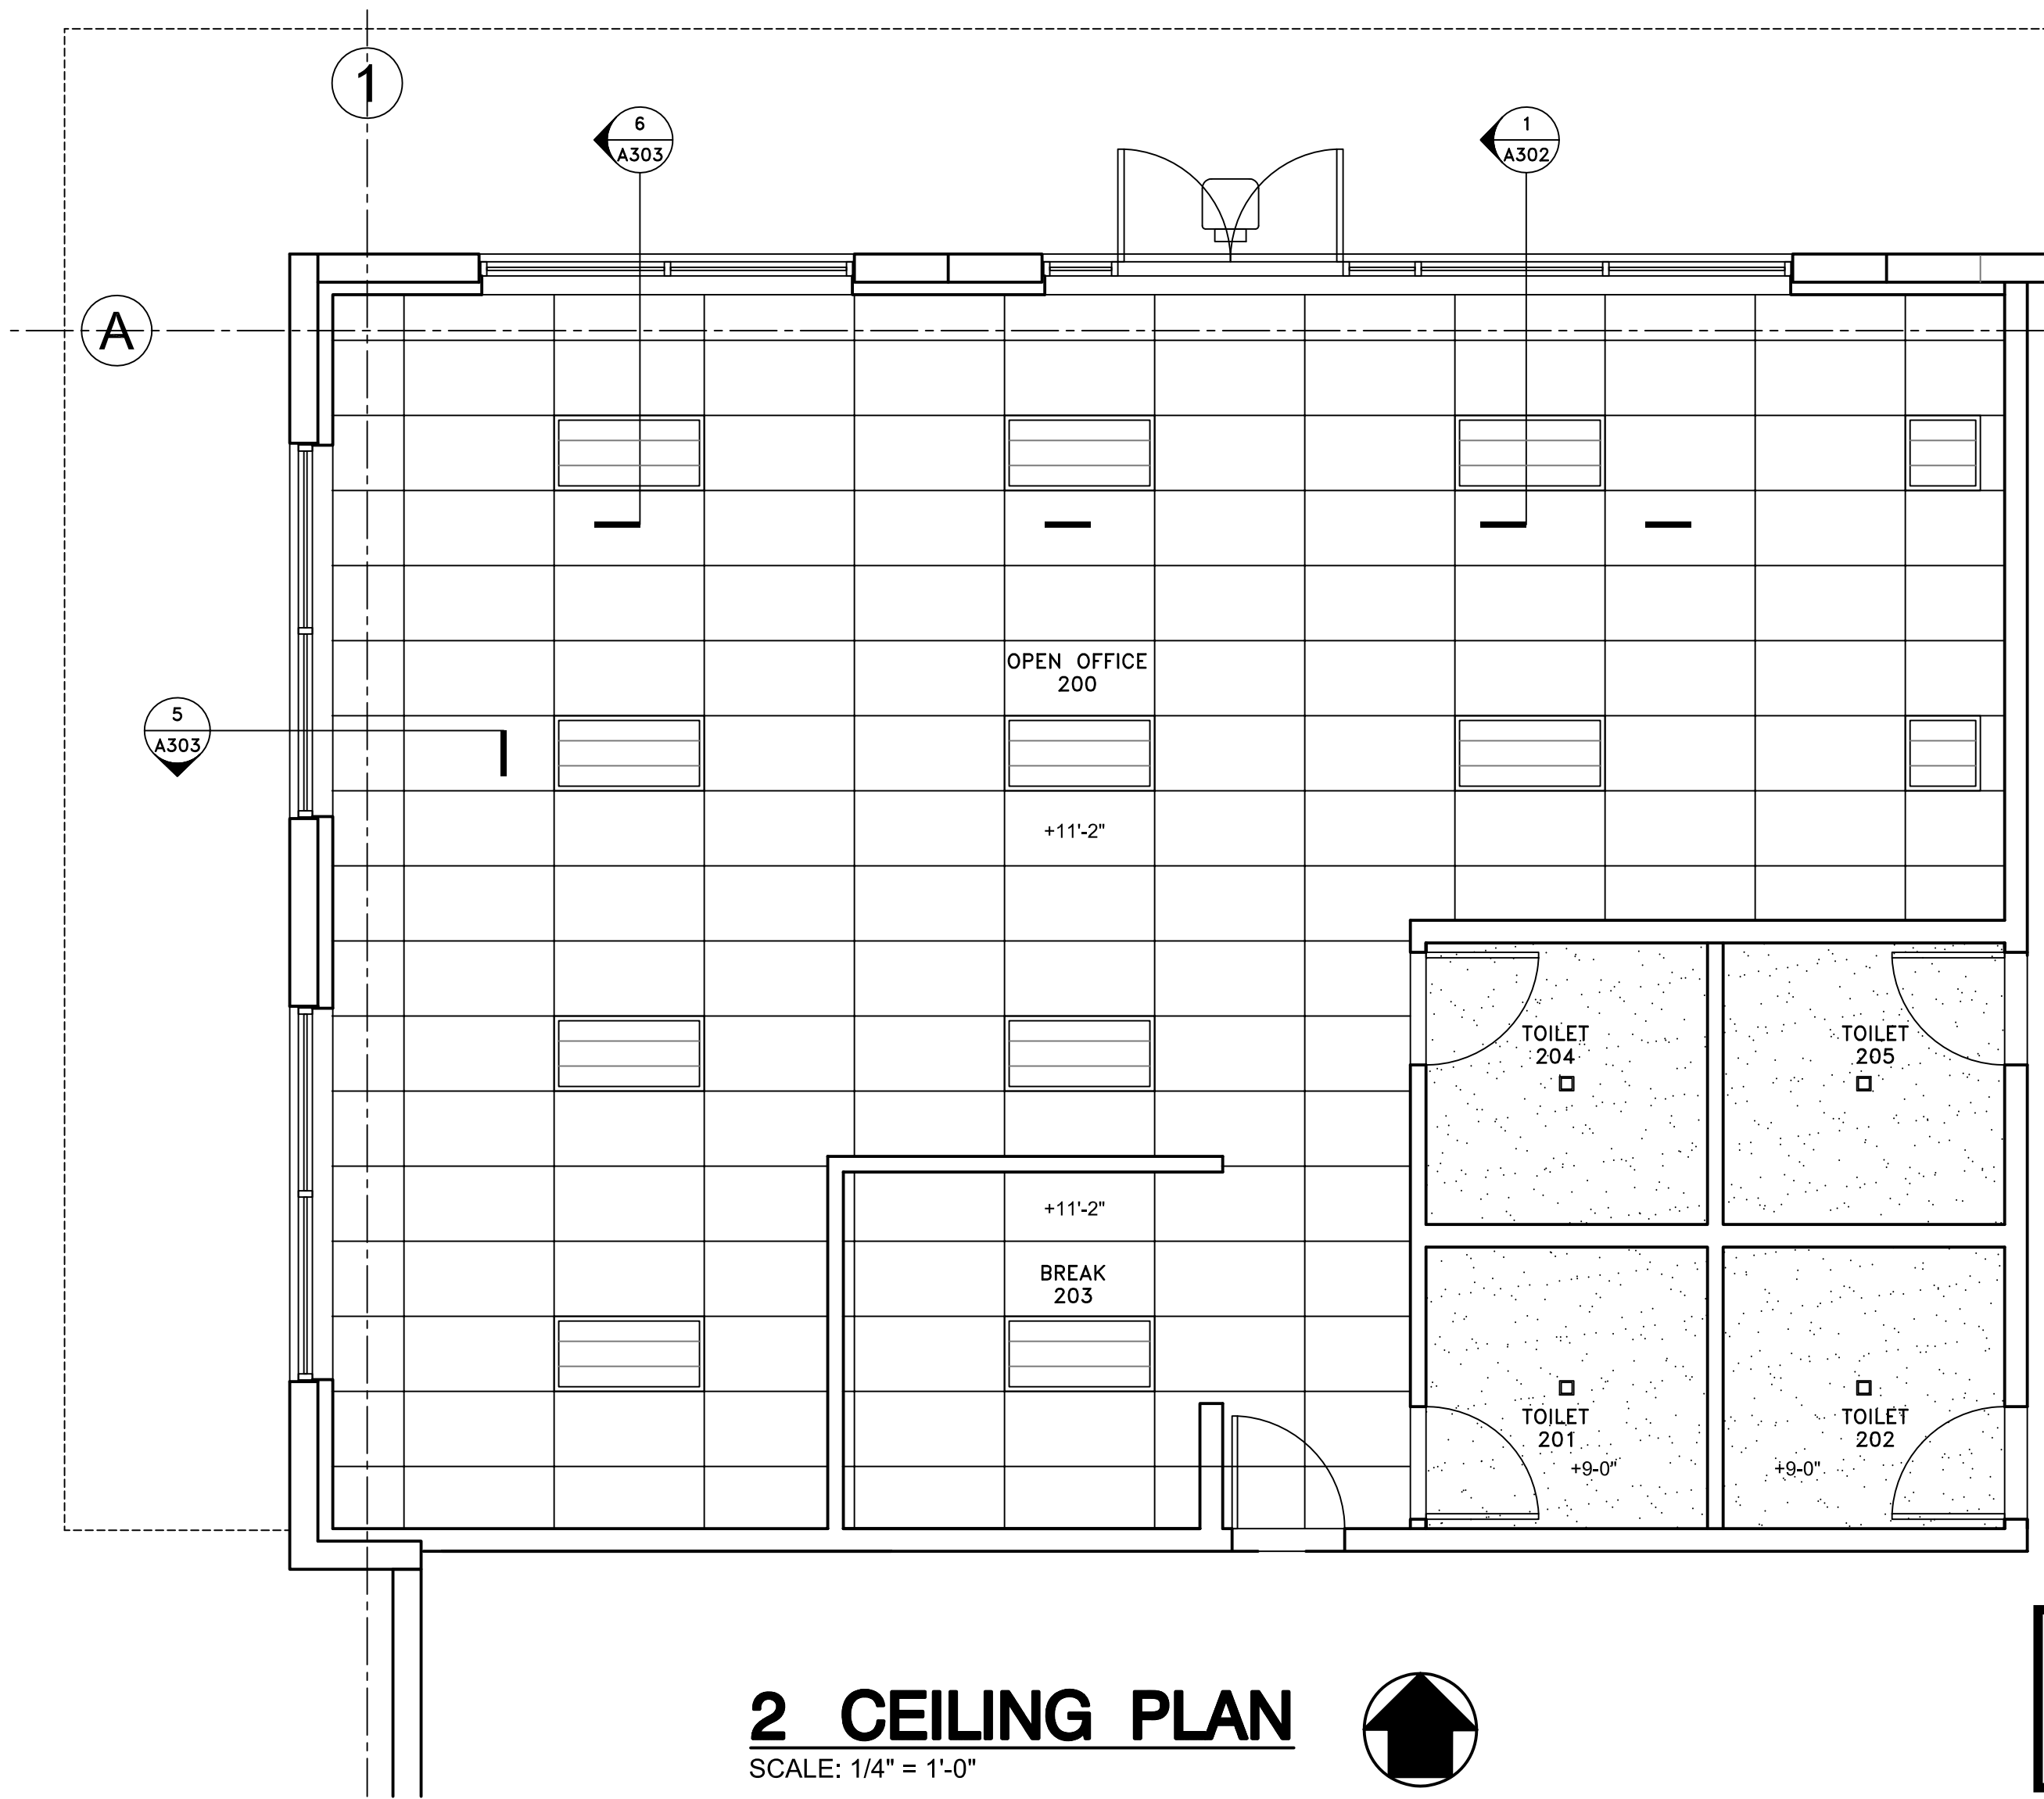 1
6
A303
1
A302
A
OPEN OFFICE
200
5
A303
+11'-2"
TOILET
204
TOILET
205
+11'-2"
BREAK
203
TOILET
201
+9-0"
TOILET
202
+9-0"
2 CEILING PLAN
SCALE: 1/4" = 1'-0"